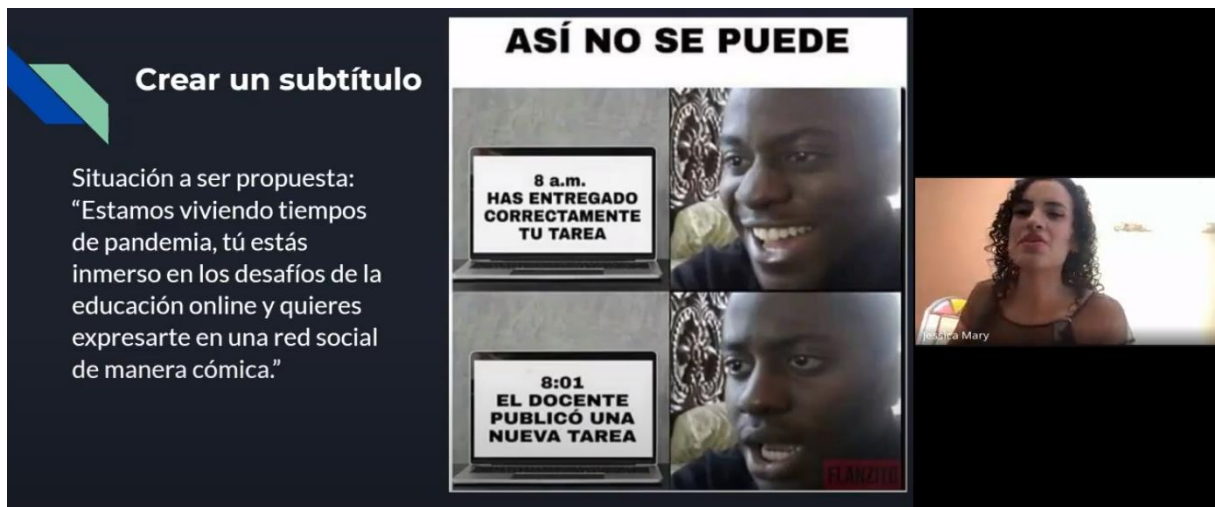 Crear un subtítulo
Situación a ser propuesta:
“Estamos viviendo tiempos
de pandemia, tú estás
inmerso en los desafíos de la
educación online y quieres
expresarte en una red social
de manera cómica.”
ASÍ NO SE PUEDE
8 a.m.
HAS ENTREGADO
CORRECTAMENTE
TU TAREA
8:01
EL DOCENTE
PUBLICÓ UNA
NUEVA TAREA
FLANZITO
Jessica Mary